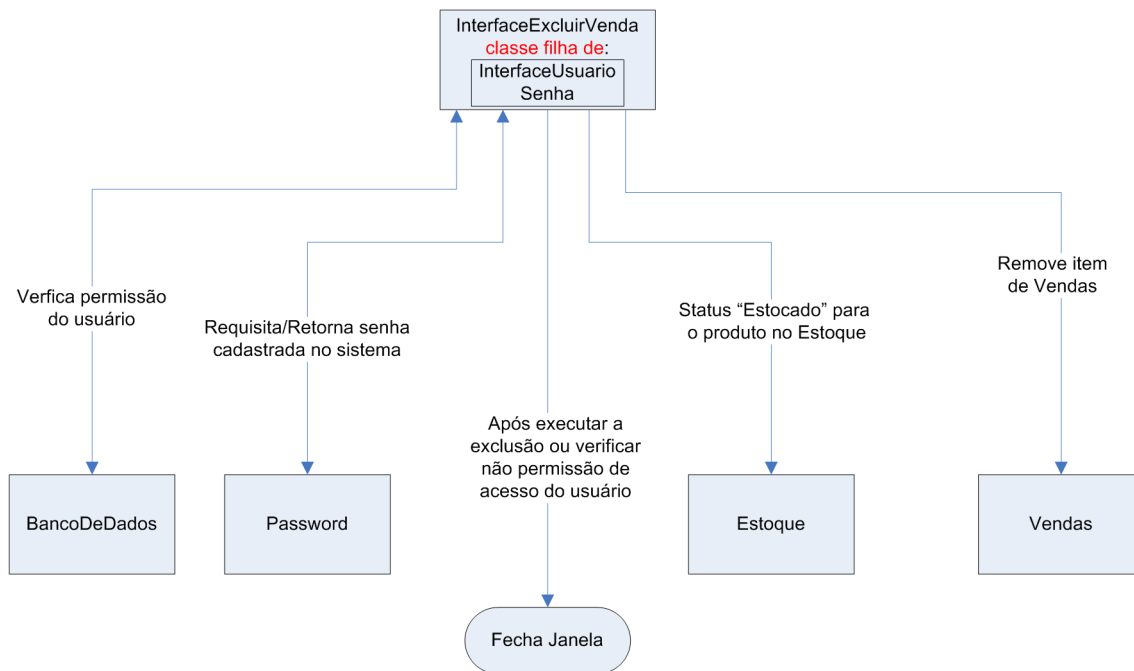 InterfaceExcluirVenda
classe filha de:
InterfaceUsuario
Senha
Verfica permissão
do usuário
Requisita/Retorna senha
cadastrada no sistema
Após executar a
exclusão ou verificar
não permissão de
acesso do usuário
Status “Estocado” para
o produto no Estoque
Remove item
de Vendas
BancoDeDados
Password
Estoque
Vendas
Fecha Janela